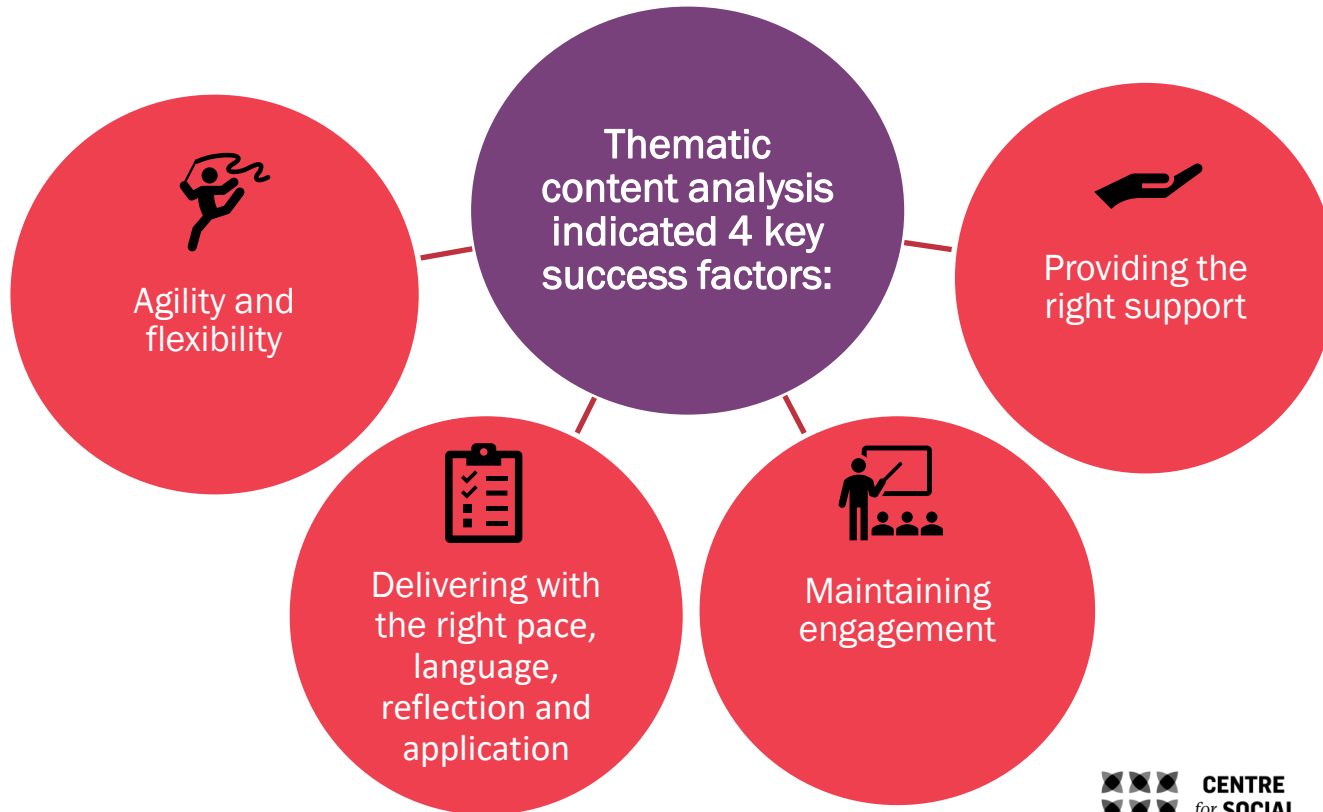 Thematic
content analysis
indicated 4 key
success factors:
Agility and
flexibility
Delivering with
the right pace,
language,
reflection and
application
Maintaining
engagement
Providing the
right support
CENTRE
for SOCIAL